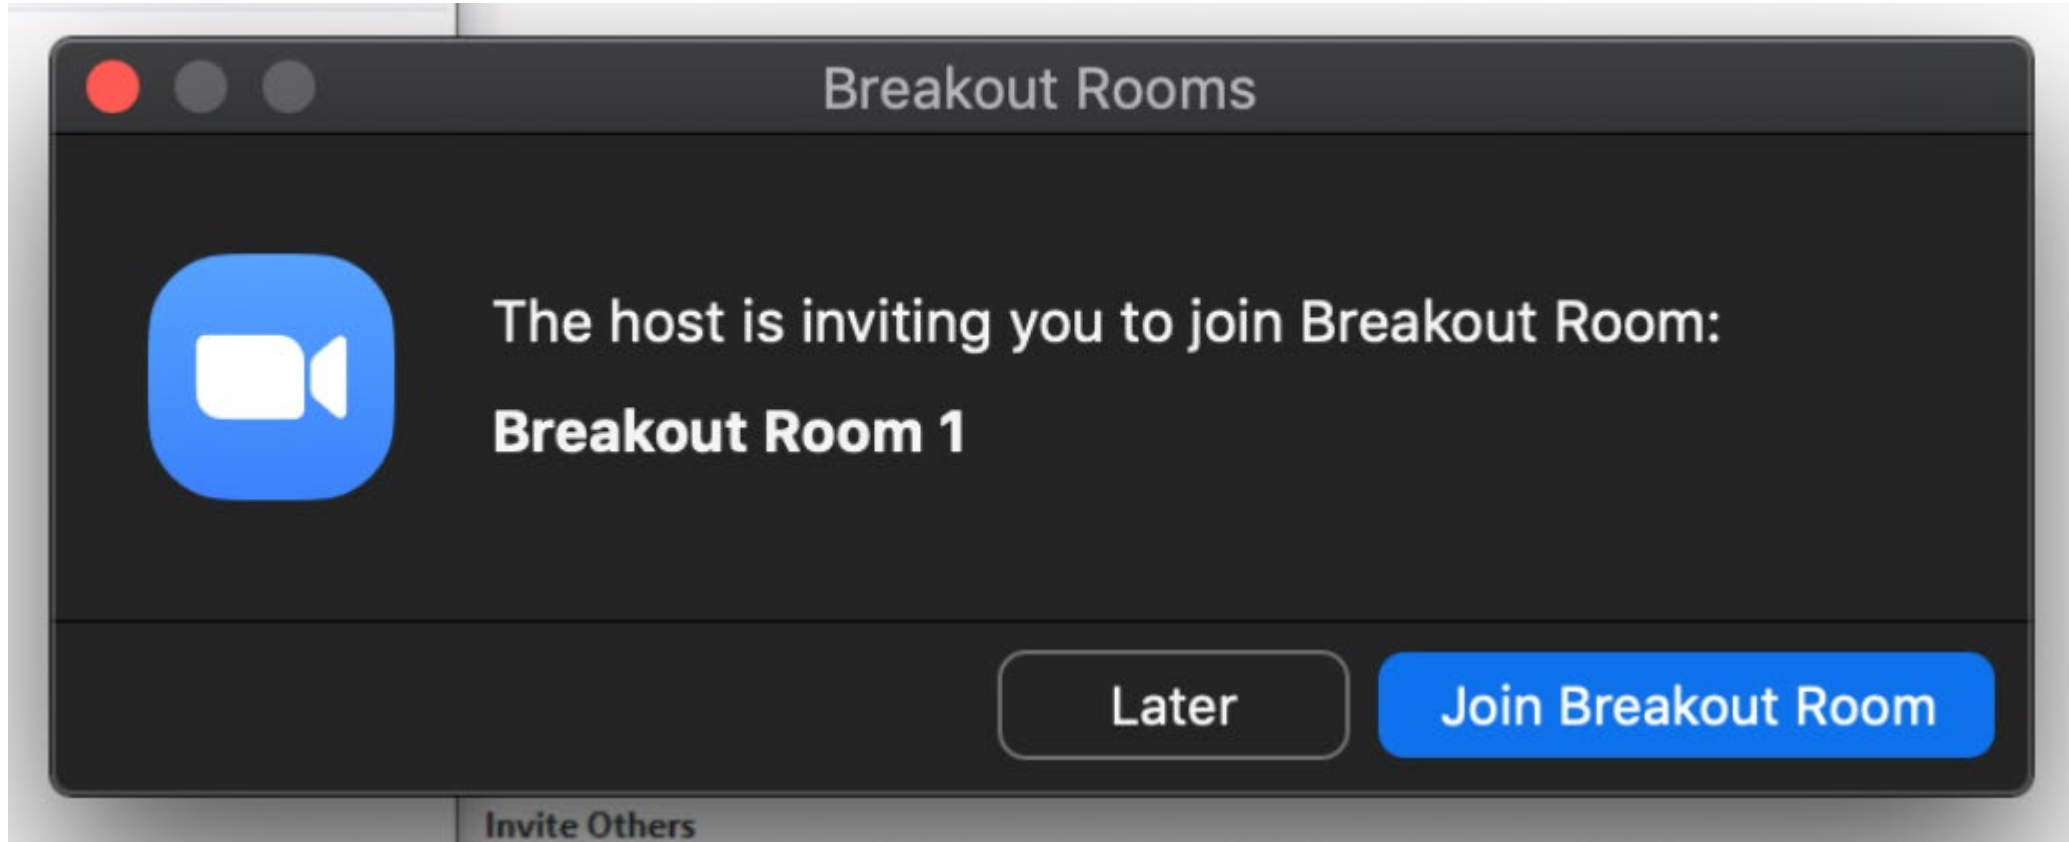 Breakout Rooms
The host is inviting you to join Breakout Room:
Breakout Room 1
Later
Join Breakout Room
Invite Others